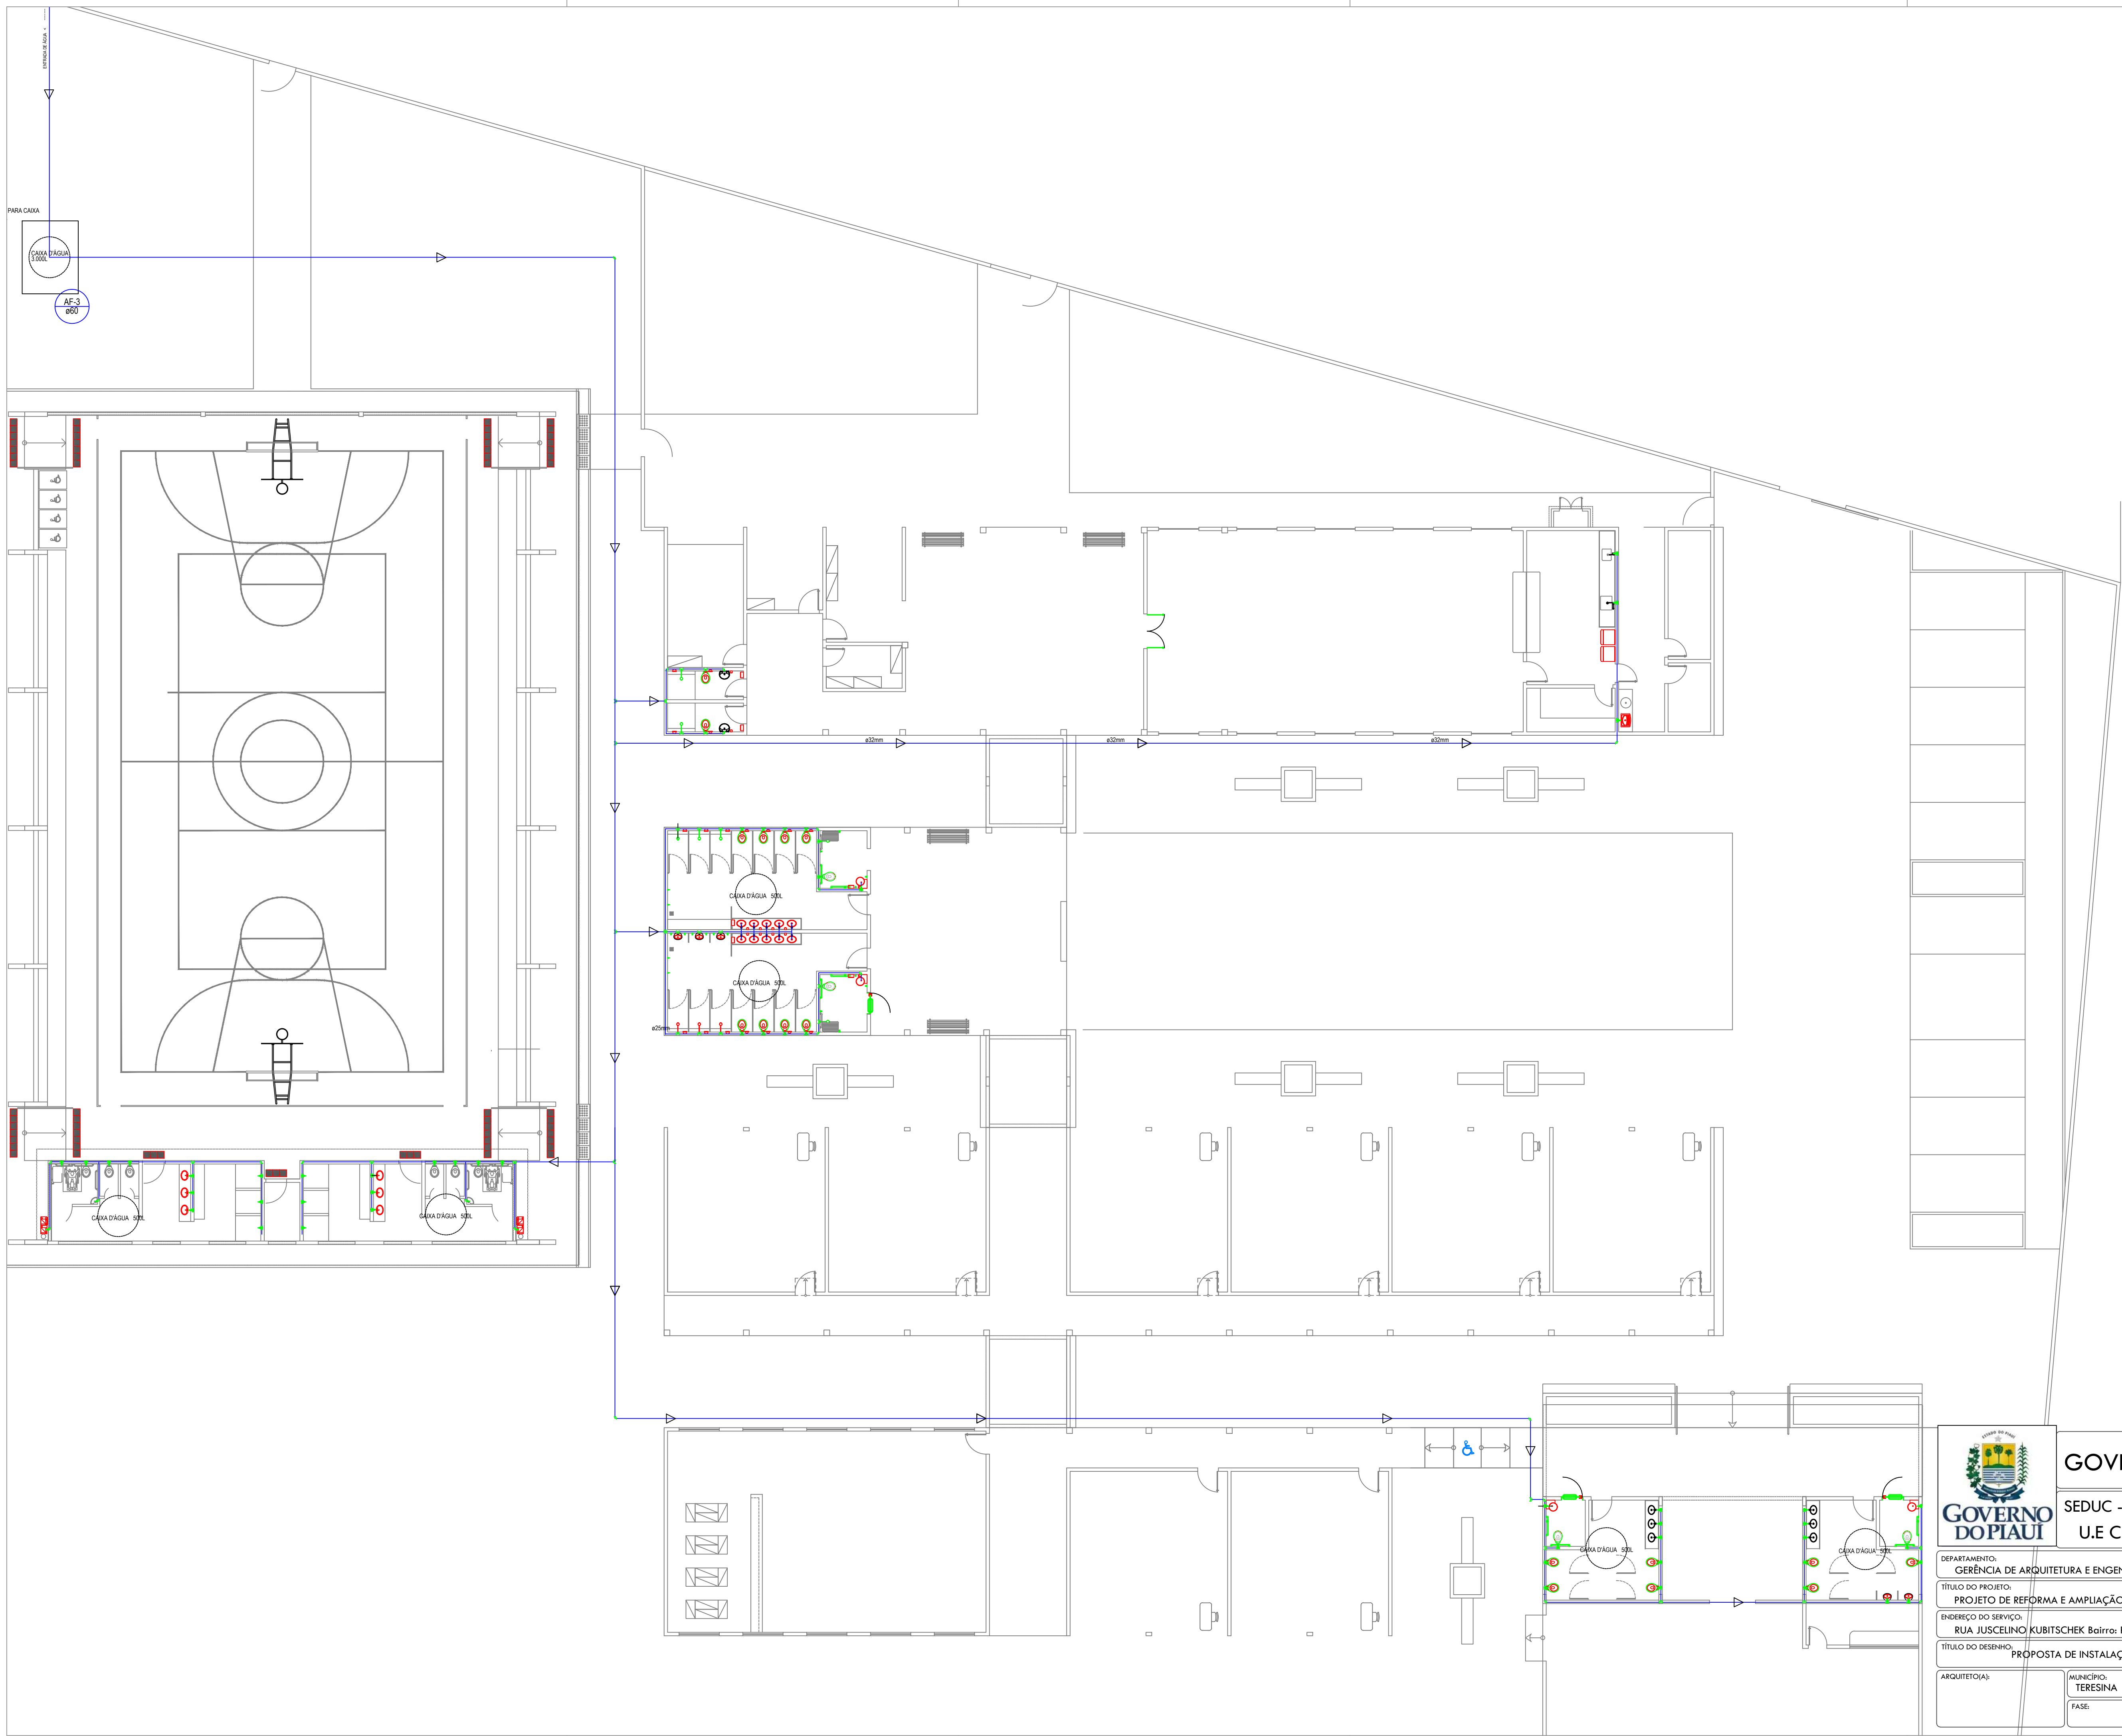 ENTRADA DE ÁGUA
PARA CAIXA
CAIXA D'ÁGUA
3.000L
AF-3
ø60
ø32mm
ø32mm
ø32mm
CAIXA D'ÁGUA 500L
CAIXA D'ÁGUA 500L
ø25mm
CAIXA D'ÁGUA 500L
CAIXA D'ÁGUA 500L
CAIXA D'ÁGUA 500L
CAIXA D'ÁGUA 500L
ESTADO DO PIAUÍ
GOVERNO
DO PIAUÍ
GOVE
SEDUC -
U.E C
DEPARTAMENTO:
GERÊNCIA DE ARQUITETURA E ENGEN
TÍTULO DO PROJETO:
PROJETO DE REFORMA E AMPLIAÇÃO
ENDEREÇO DO SERVIÇO:
RUA JUSCELINO KUBITSCHEK Bairro:
TÍTULO DO DESENHO:
PROPOSTA DE INSTALAÇ
ARQUITETO(A):
MUNICÍPIO:
TERESINA
FASE: